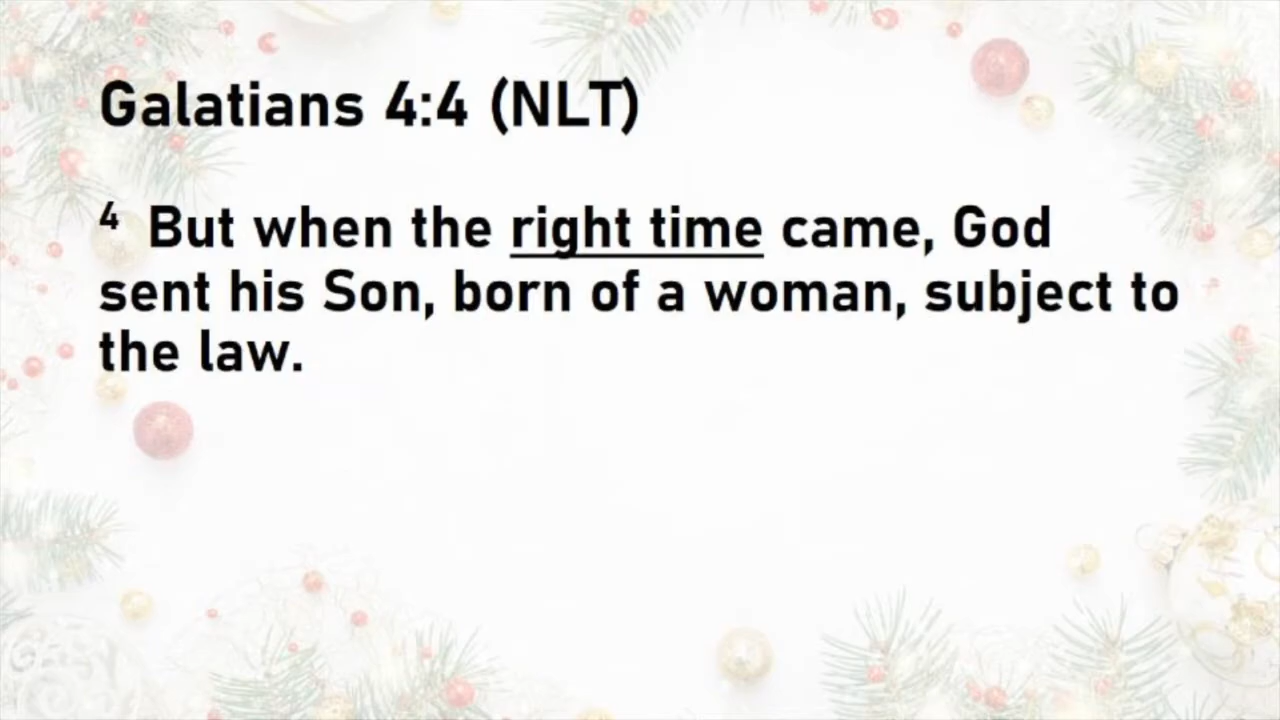 Galatians 4:4 (NLT)
4 But when the right time came, God
sent his Son, born of a woman, subject to
the law.